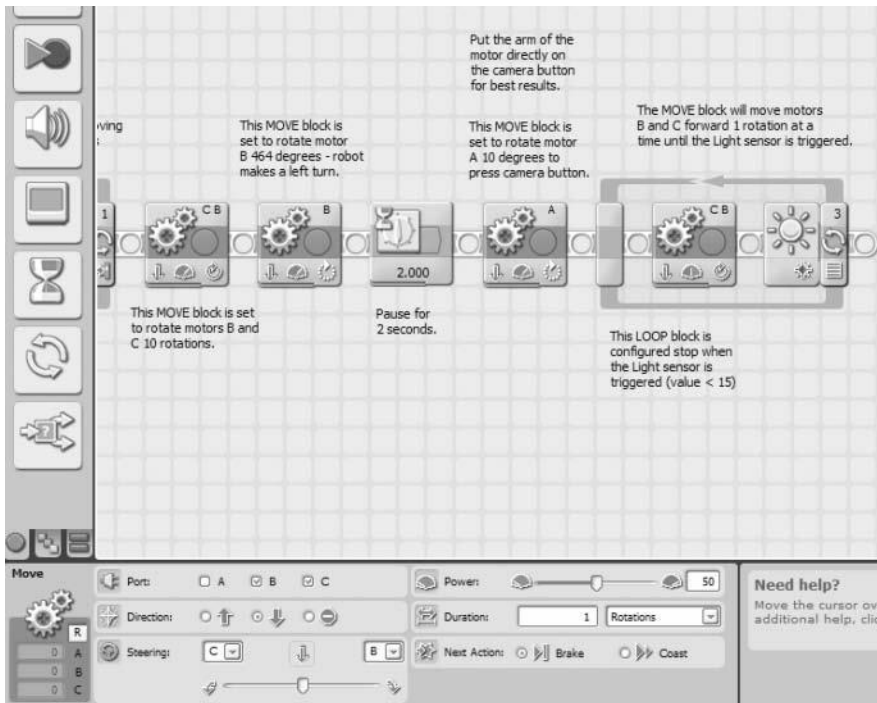 Put the arm of the
motor directly on
the camera button
for best results.
The MOVE block will move motors
B and C forward 1 rotation at a
time until the Light sensor is triggered.
This MOVE block is
set to rotate motor
B 464 degrees - robot
makes a left turn.
This MOVE block is
set to rotate motor
A 10 degrees to
press camera button.
1
C B
B
A
C B
3
2.000
This MOVE block is set
to rotate motors B and
C 10 rotations.
Pause for
2 seconds.
This LOOP block is
configured stop when
the Light sensor is
triggered (value < 15)
Move
R
0 A
0 B
0 C
Port: A B C
Direction:
Steering: C B
Power: 50
Duration: 1 Rotations
Next Action: Brake Coast
Need help?
Move the cursor
additional help,